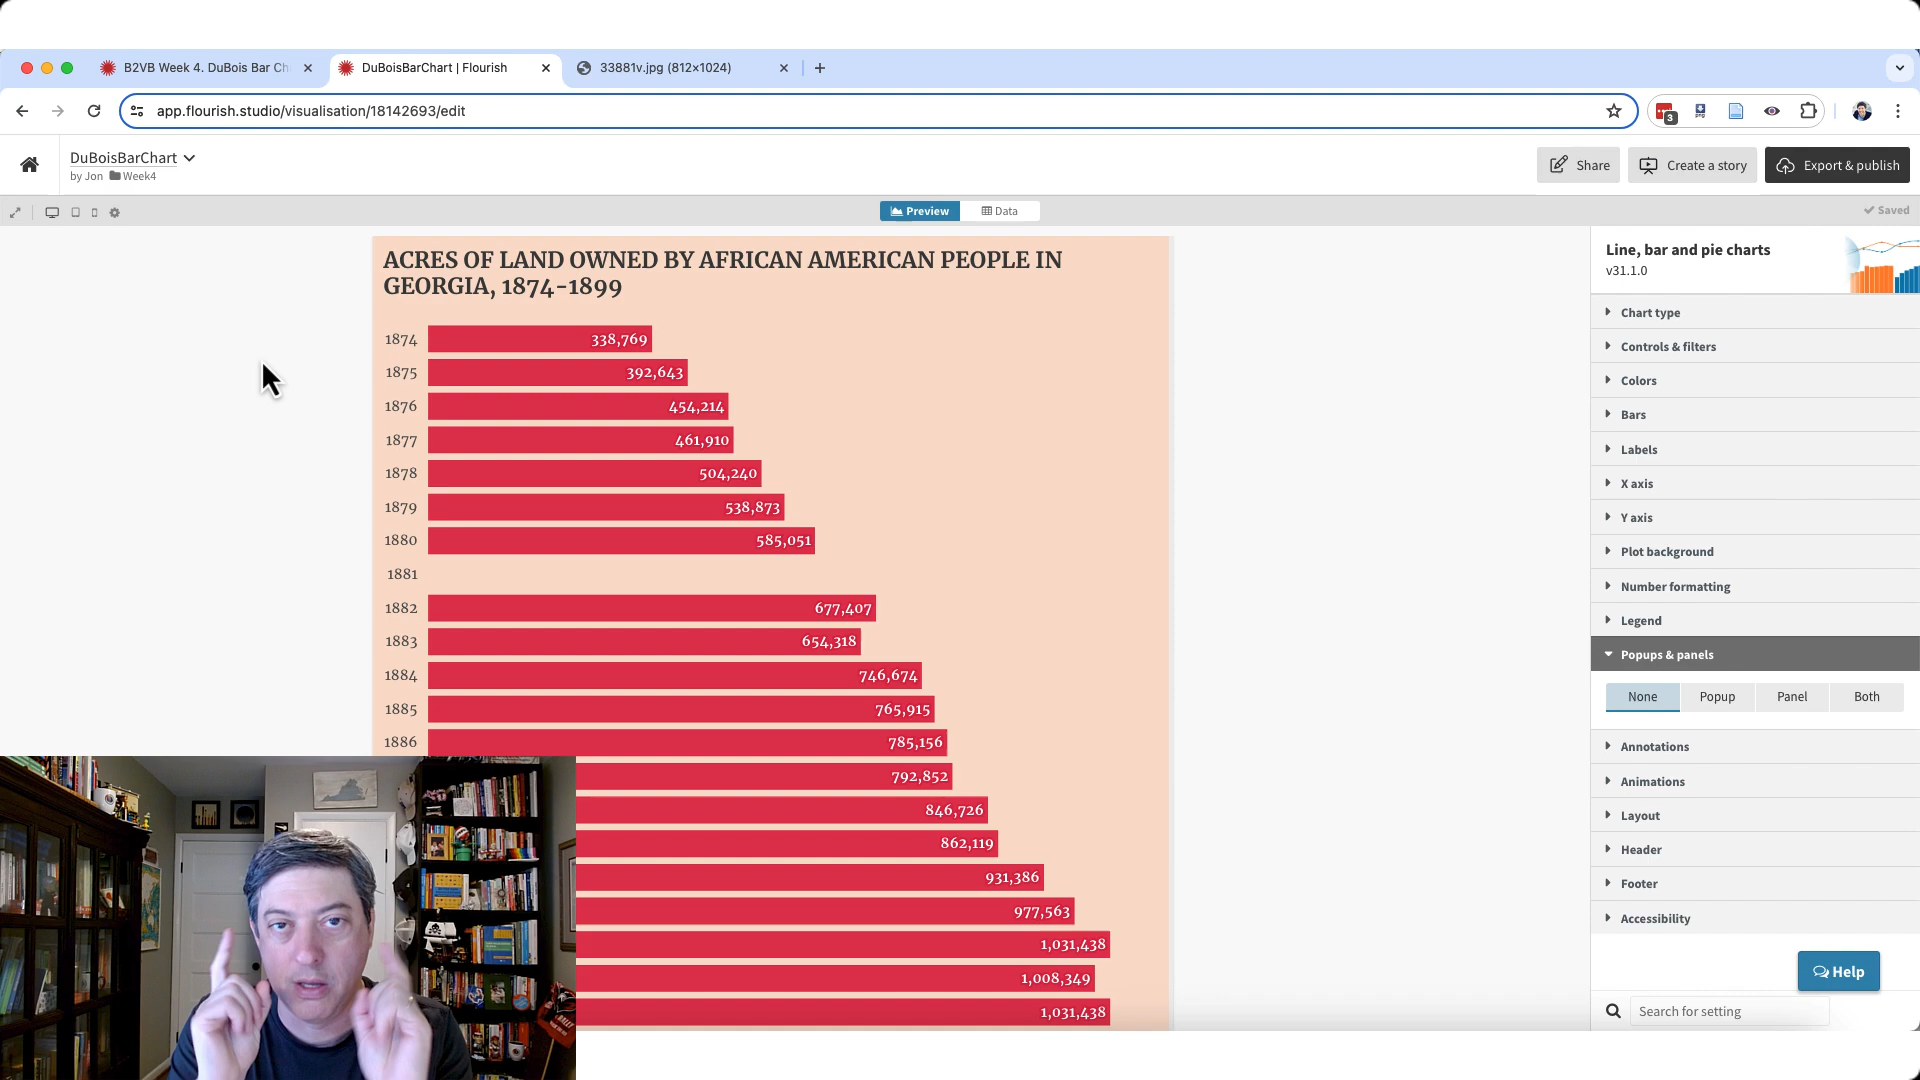 B2VB Week 4. DuBois Bar Ch
DuBoisBarChart | Flourish
33881v.jpg (812×1024)
app.flourish.studio/visualisation/18142693/edit
3
DuBoisBarChart
by Jon Week4
Share
Create a story
Export & publish
Preview
Data
Saved
ACRES OF LAND OWNED BY AFRICAN AMERICAN PEOPLE IN
GEORGIA, 1874-1899
1874 338,769
1875 392,643
1876 454,214
1877 461,910
1878 504,240
1879 538,873
1880 585,051
1881
1882 677,407
1883 654,318
1884 746,674
1885 765,915
1886 785,156
792,852
846,726
862,119
931,386
977,563
1,031,438
1,008,349
1,031,438
Line, bar and pie charts
v31.1.0
Chart type
Controls & filters
Colors
Bars
Labels
X axis
Y axis
Plot background
Number formatting
Legend
Popups & panels
None
Popup
Panel
Both
Annotations
Animations
Layout
Header
Footer
Accessibility
Help
Search for setting